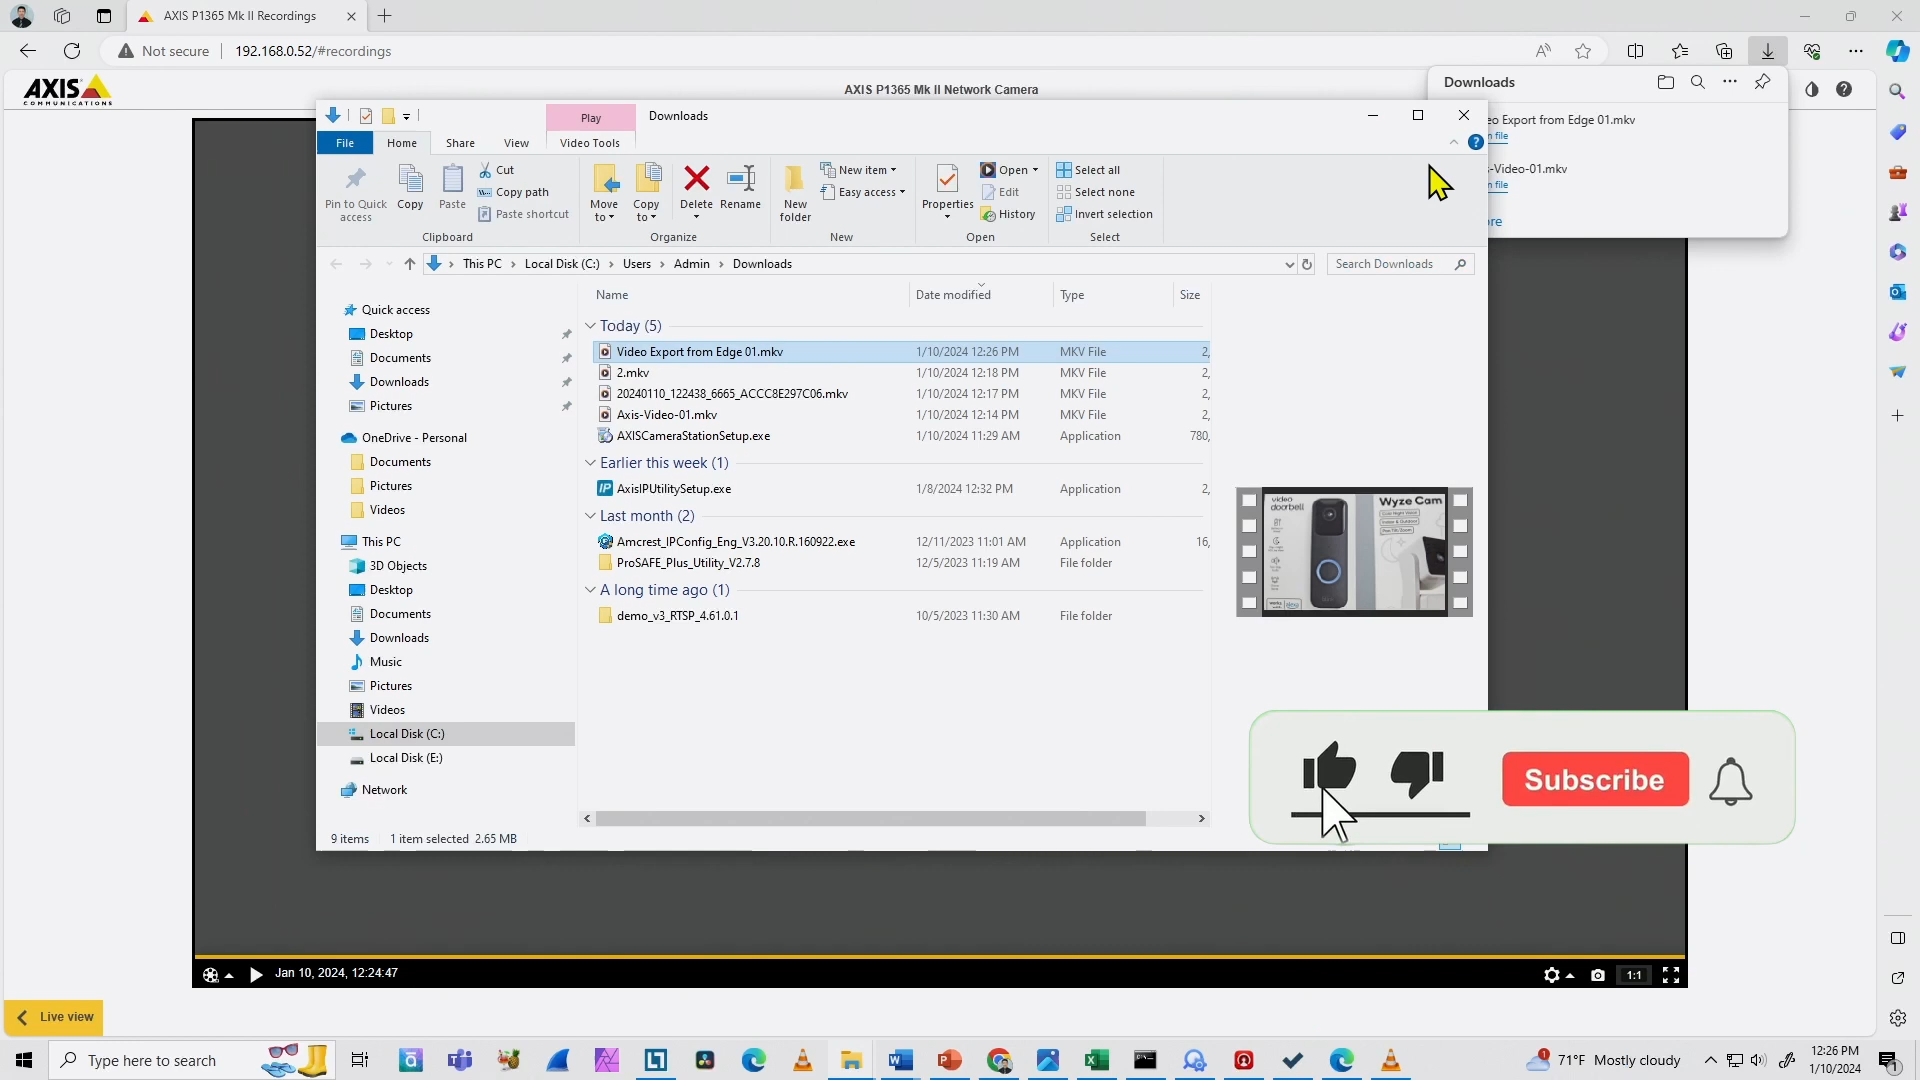 AXIS P1365 Mk II Recordings
Not secure
192.168.0.52/#recordings
AXIS
COMMUNICATIONS
AXIS P1365 Mk II Network Camera
Downloads
eo Export from Edge 01.mkv
n file
s-Video-01.mkv
n file
ore
Play
Downloads
File
Home
Share
View
Video Tools
Pin to Quick access
Copy
Paste
Cut
Copy path
Paste shortcut
Clipboard
Move to
Copy to
Delete
Rename
Organize
New folder
New item
Easy access
New
Properties
Open
Edit
History
Open
Select all
Select none
Invert selection
Select
This PC > Local Disk (C:) > Users > Admin > Downloads
Search Downloads
Name
Date modified
Type
Size
Quick access
Desktop
Documents
Downloads
Pictures
OneDrive - Personal
Documents
Pictures
Videos
This PC
3D Objects
Desktop
Documents
Downloads
Music
Pictures
Videos
Local Disk (C:)
Local Disk (E:)
Network
Today (5)
Video Export from Edge 01.mkv 1/10/2024 12:26 PM MKV File 2,
2.mkv 1/10/2024 12:18 PM MKV File 2,
20240110_122438_6665_ACCC8E297C06.mkv 1/10/2024 12:17 PM MKV File 2,
Axis-Video-01.mkv 1/10/2024 12:14 PM MKV File 2,
AXISCameraStationSetup.exe 1/10/2024 11:29 AM Application 780,
Earlier this week (1)
IP AxisIPUtilitySetup.exe 1/8/2024 12:32 PM Application 2,
Last month (2)
Amcrest_IPConfig_Eng_V3.20.10.R.160922.exe 12/11/2023 11:01 AM Application 16,
ProSAFE_Plus_Utility_V2.7.8 12/5/2023 11:19 AM File folder
A long time ago (1)
demo_v3_RTSP_4.61.0.1 10/5/2023 11:30 AM File folder
video
doorbell
Wyze Cam
9 items 1 item selected 2.65 MB
Subscribe
Jan 10, 2024, 12:24:47
1:1
Live view
Type here to search
1
71°F Mostly cloudy
12:26 PM
1/10/2024
1